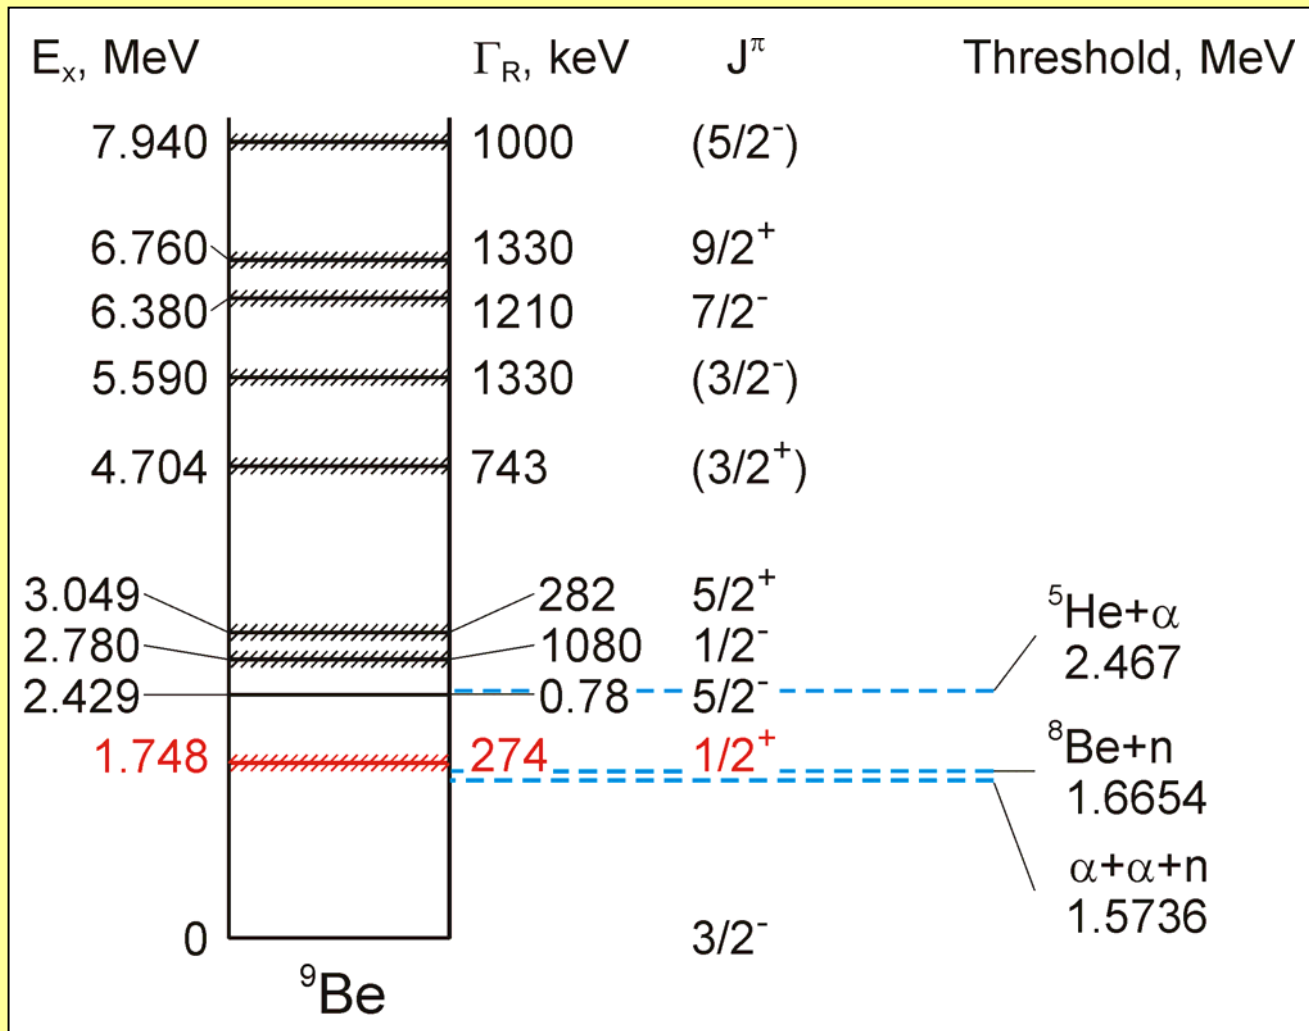 Eₓ, MeV Γ_R, keV J^π Threshold, MeV
7.940 1000 (5/2⁻)
6.760 1330 9/2⁺
6.380 1210 7/2⁻
5.590 1330 (3/2⁻)
4.704 743 (3/2⁺)
3.049 282 5/2⁺
⁵He+α
2.780 1080 1/2⁻
2.467
2.429 0.78 5/2⁻
1.748 274 1/2⁺
⁸Be+n
1.6654
α+α+n
1.5736
0 3/2⁻
⁹Be